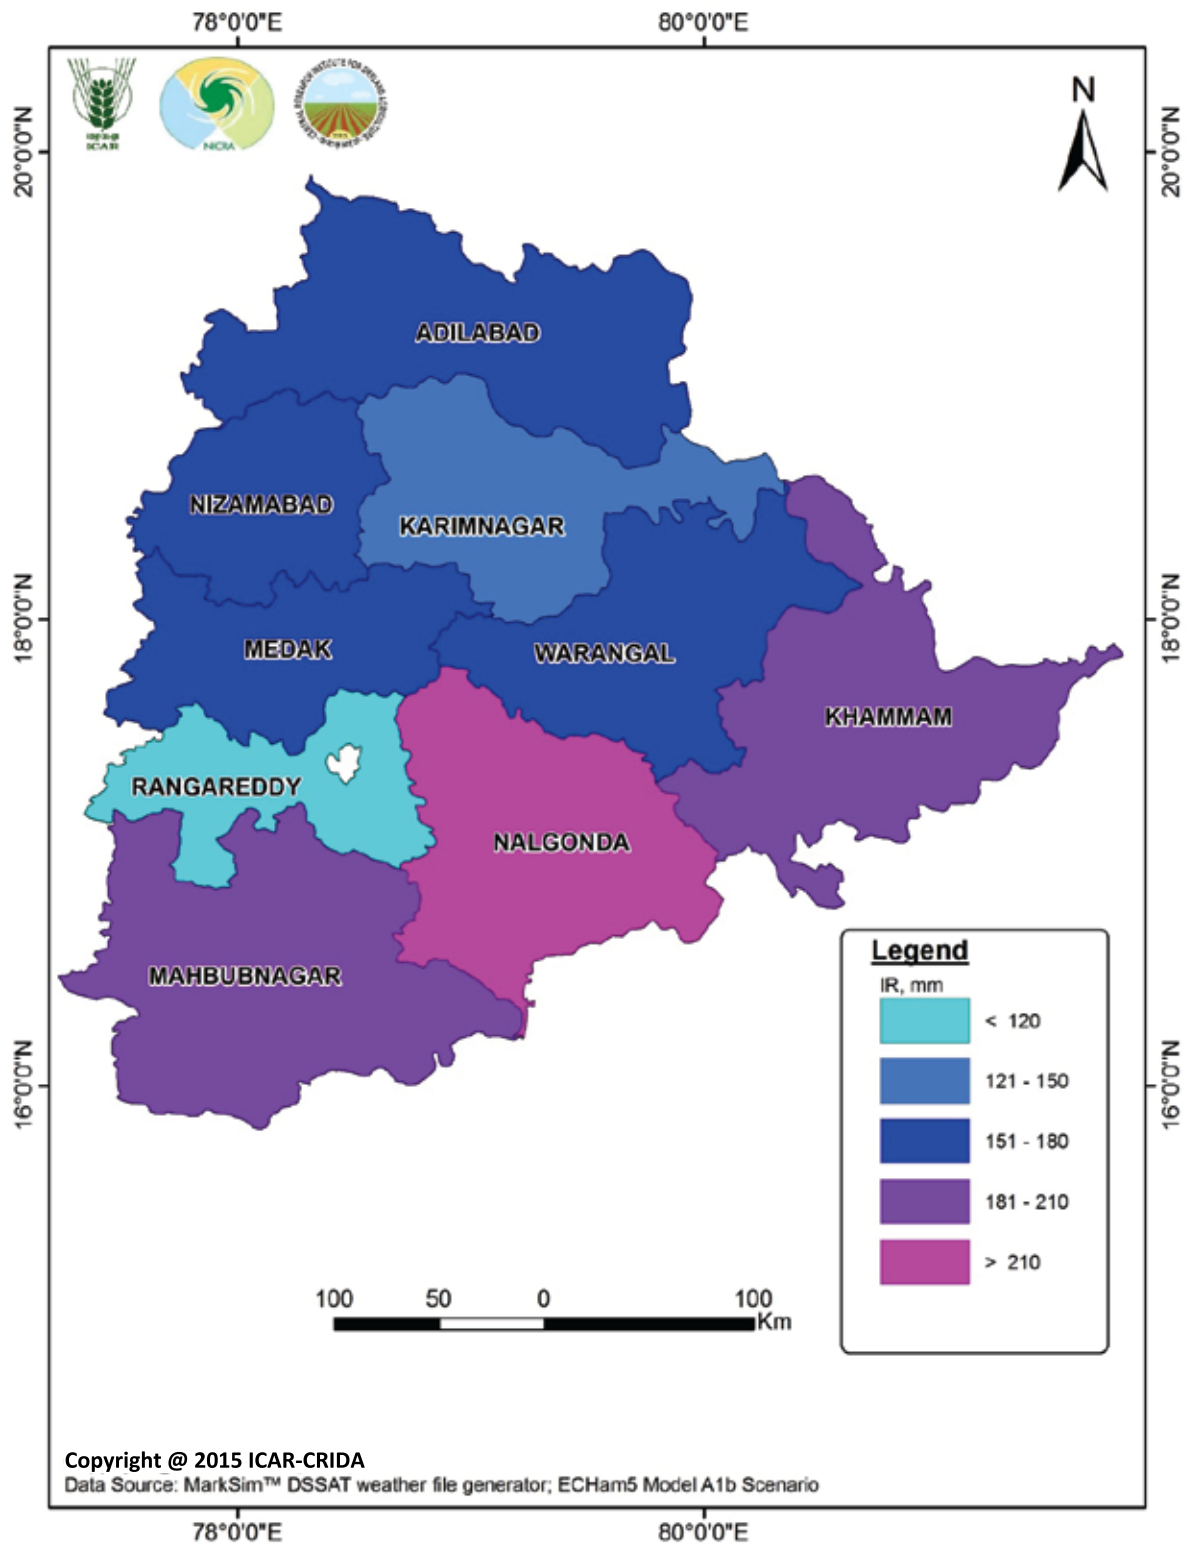 78°0'0"E 80°0'0"E
20°0'0"N 20°0'0"N
ICAR
NICRA
N
ADILABAD
NIZAMABAD
KARIMNAGAR
18°0'0"N 18°0'0"N
MEDAK
WARANGAL
KHAMMAM
RANGAREDDY
NALGONDA
MAHBUBNAGAR
16°0'0"N 16°0'0"N
Legend
IR, mm
< 120
121 - 150
151 - 180
181 - 210
> 210
100 50 0 100
Km
Copyright @ 2015 ICAR-CRIDA
Data Source: MarkSim™ DSSAT weather file generator; ECHam5 Model A1b Scenario
78°0'0"E 80°0'0"E